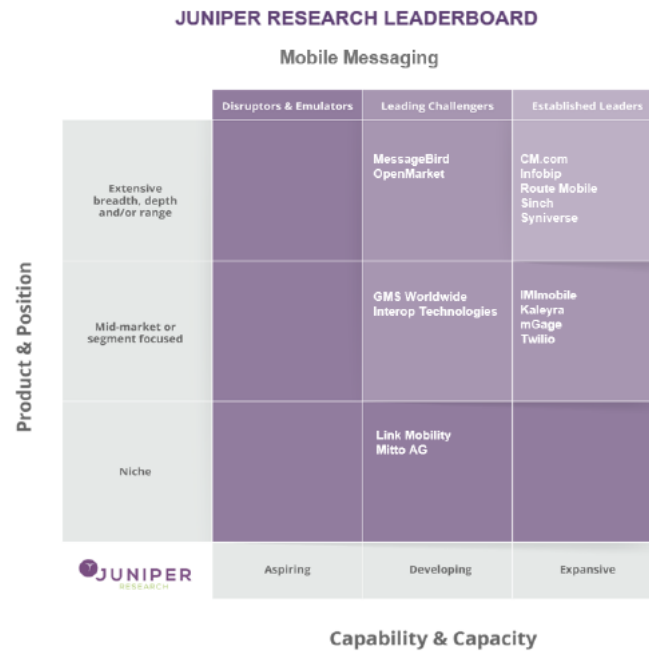 JUNIPER RESEARCH LEADERBOARD
Mobile Messaging
Disruptors & Emulators
Leading Challengers
Established Leaders
Product & Position
Extensive
breadth, depth
and/or range
MessageBird
OpenMarket
CM.com
Infobip
Route Mobile
Sinch
Syniverse
Mid-market or
segment focused
GMS Worldwide
Interop Technologies
IMImobile
Kaleyra
mGage
Twilio
Niche
Link Mobility
Mitto AG
JUNIPER
RESEARCH
Aspiring
Developing
Expansive
Capability & Capacity